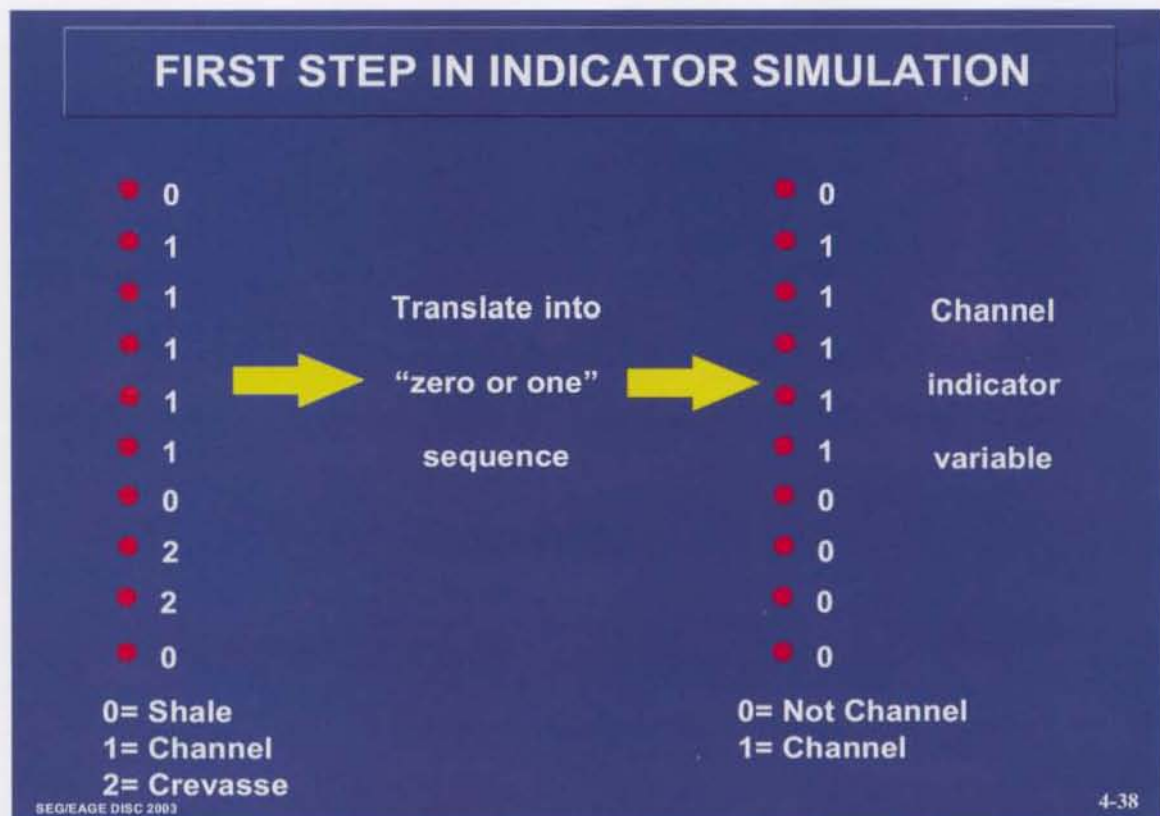 FIRST STEP IN INDICATOR SIMULATION
0
1
1
1
1
1
0
2
2
0
0= Shale
1= Channel
2= Crevasse
Translate into
“zero or one”
sequence
0
1
1
1
1
1
0
0
0
0
0= Not Channel
1= Channel
Channel
indicator
variable
SEG/EAGE DISC 2003
4-38